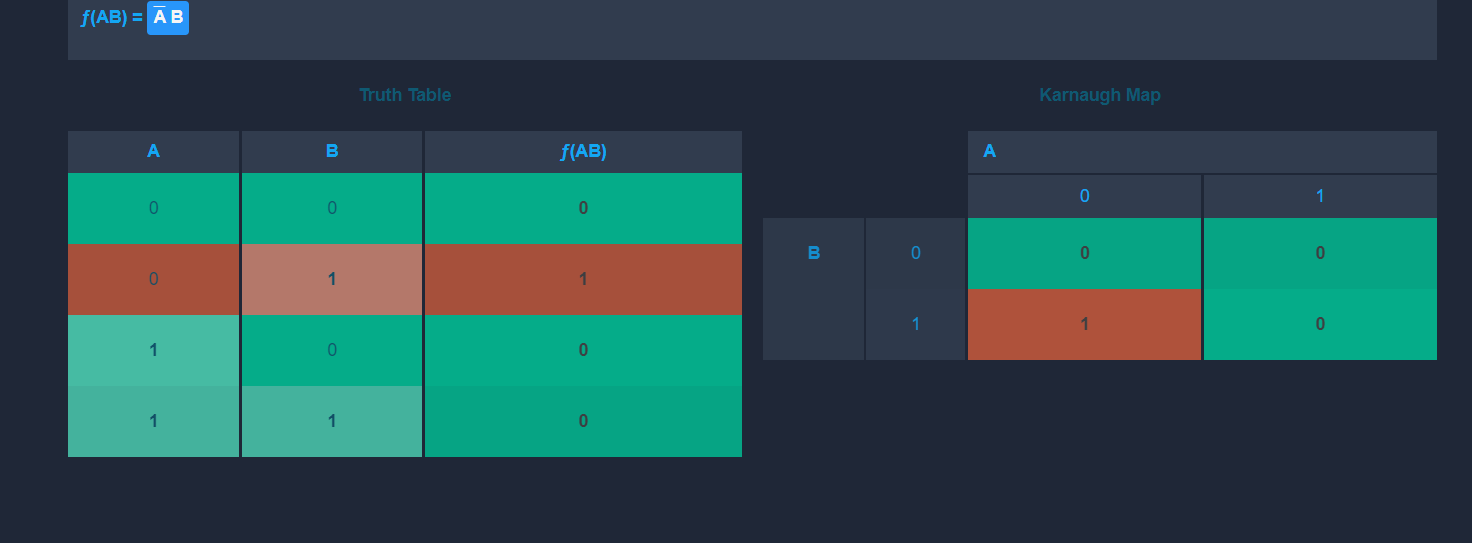 ƒ(AB) = A̅ B
Truth Table
Karnaugh Map
A B ƒ(AB)
0 0 0
0 1 1
1 0 0
1 1 0
A
0 1
B 0 0 0
1 1 0